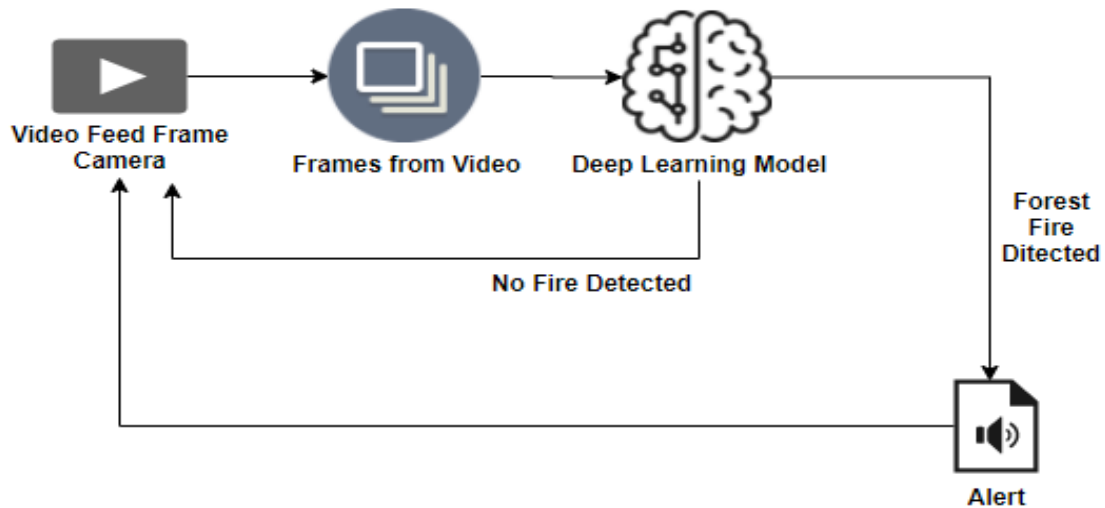 Video Feed Frame
Camera
Frames from Video
Deep Learning Model
Forest
Fire
Ditected
No Fire Detected
Alert